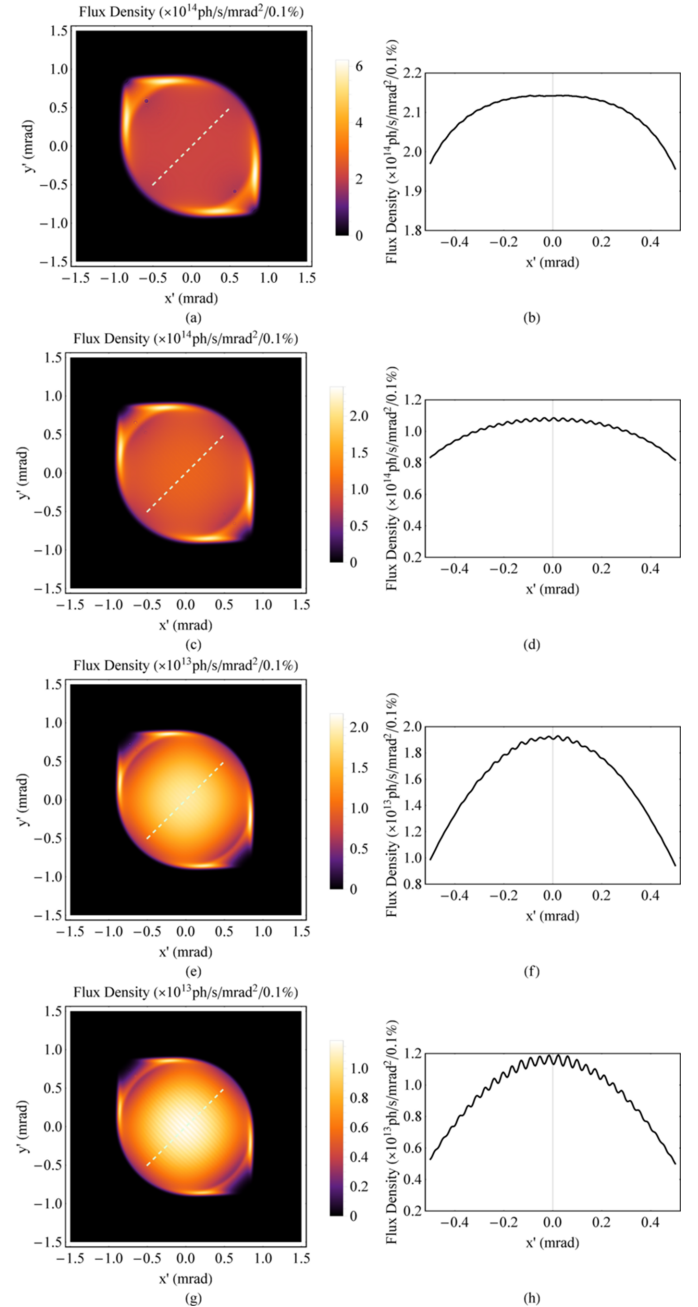 Flux Density (×10¹⁴ph/s/mrad²/0.1%)
1.5
1.0
0.5
0.0
−0.5
−1.0
−1.5
y' (mrad)
−1.5 −1.0 −0.5 0.0 0.5 1.0 1.5
x' (mrad)
6
4
2
0
(a)
Flux Density (×10¹⁴ph/s/mrad²/0.1%)
2.2
2.1
2.0
1.9
1.8
−0.4 −0.2 0.0 0.2 0.4
x' (mrad)
(b)
Flux Density (×10¹⁴ph/s/mrad²/0.1%)
1.5
1.0
0.5
0.0
−0.5
−1.0
−1.5
y' (mrad)
−1.5 −1.0 −0.5 0.0 0.5 1.0 1.5
x' (mrad)
2.0
1.5
1.0
0.5
0
(c)
Flux Density (×10¹⁴ph/s/mrad²/0.1%)
1.2
1.0
0.8
0.6
0.4
0.2
−0.4 −0.2 0.0 0.2 0.4
x' (mrad)
(d)
Flux Density (×10¹³ph/s/mrad²/0.1%)
1.5
1.0
0.5
0.0
−0.5
−1.0
−1.5
y' (mrad)
−1.5 −1.0 −0.5 0.0 0.5 1.0 1.5
x' (mrad)
2.0
1.5
1.0
0.5
0
(e)
Flux Density (×10¹³ph/s/mrad²/0.1%)
2.0
1.8
1.6
1.4
1.2
1.0
0.8
−0.4 −0.2 0.0 0.2 0.4
x' (mrad)
(f)
Flux Density (×10¹³ph/s/mrad²/0.1%)
1.5
1.0
0.5
0.0
−0.5
−1.0
−1.5
y' (mrad)
−1.5 −1.0 −0.5 0.0 0.5 1.0 1.5
x' (mrad)
1.0
0.8
0.6
0.4
0.2
0
(g)
Flux Density (×10¹³ph/s/mrad²/0.1%)
1.2
1.0
0.8
0.6
0.4
0.2
−0.4 −0.2 0.0 0.2 0.4
x' (mrad)
(h)